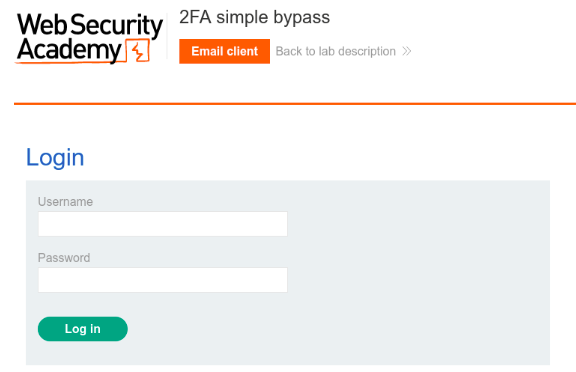 Web Security
Academy
2FA simple bypass
Email client
Back to lab description
Login
Username
Password
Log in